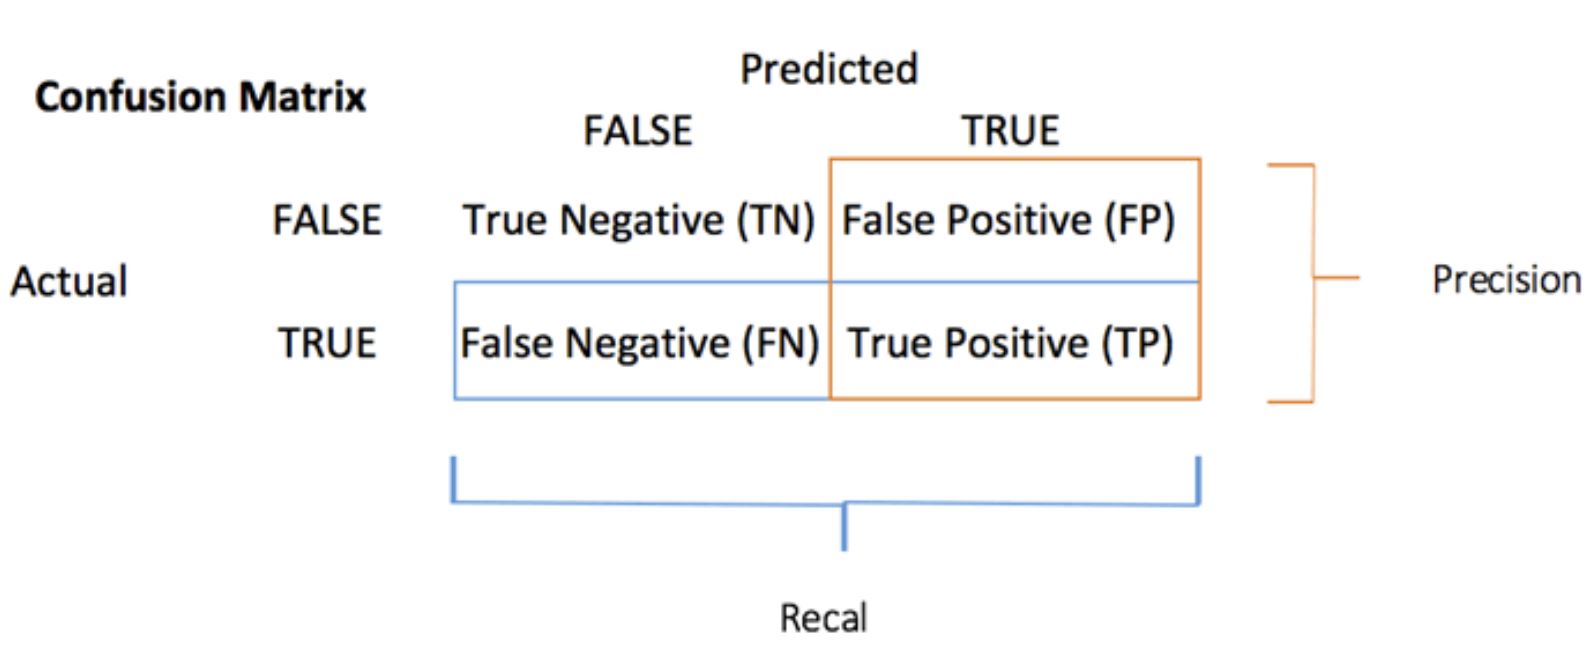 Predicted
Confusion Matrix
FALSE TRUE
FALSE True Negative (TN) False Positive (FP)
Actual Precision
TRUE False Negative (FN) True Positive (TP)
Recal